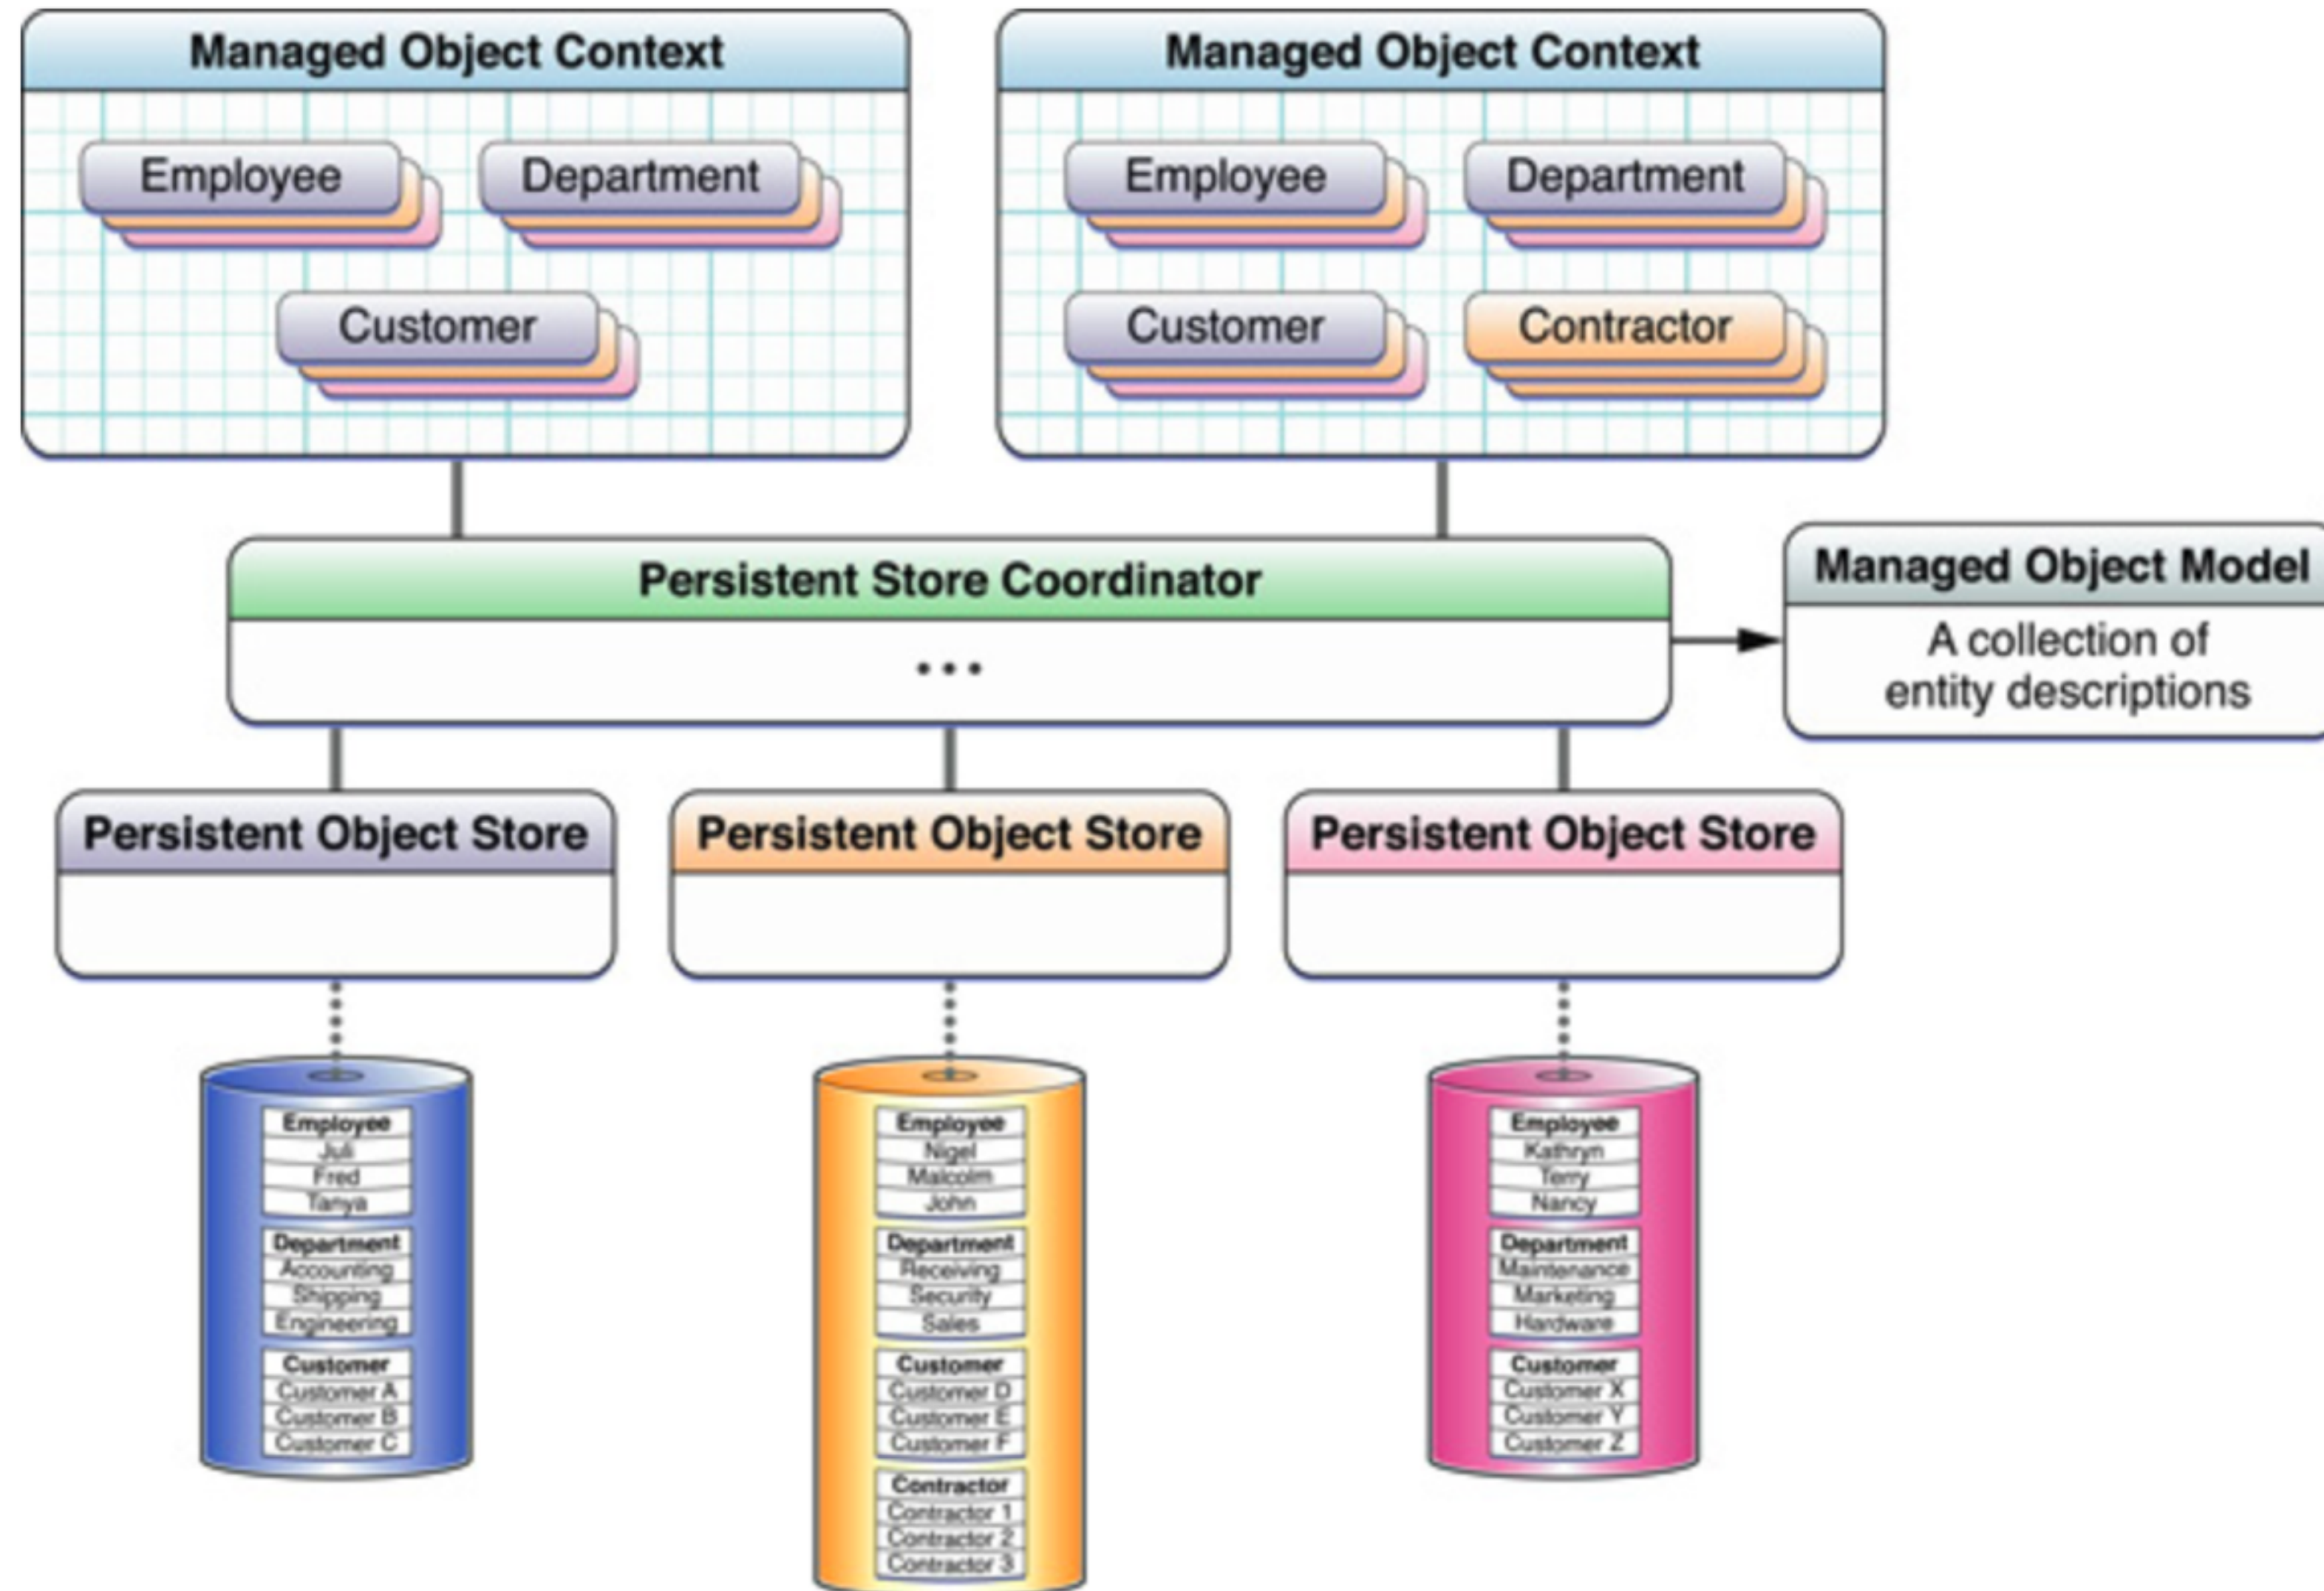 Managed Object Context
Employee
Department
Customer
Managed Object Context
Employee
Department
Customer
Contractor
Persistent Store Coordinator
...
Managed Object Model
A collection of
entity descriptions
Persistent Object Store
Persistent Object Store
Persistent Object Store
Employee
Juli
Fred
Tanya
Department
Accounting
Shipping
Engineering
Customer
Customer A
Customer B
Customer C
Employee
Nigel
Malcolm
John
Department
Receiving
Security
Sales
Customer
Customer D
Customer E
Customer F
Contractor
Contractor 1
Contractor 2
Contractor 3
Employee
Kathryn
Terry
Nancy
Department
Maintenance
Marketing
Hardware
Customer
Customer X
Customer Y
Customer Z